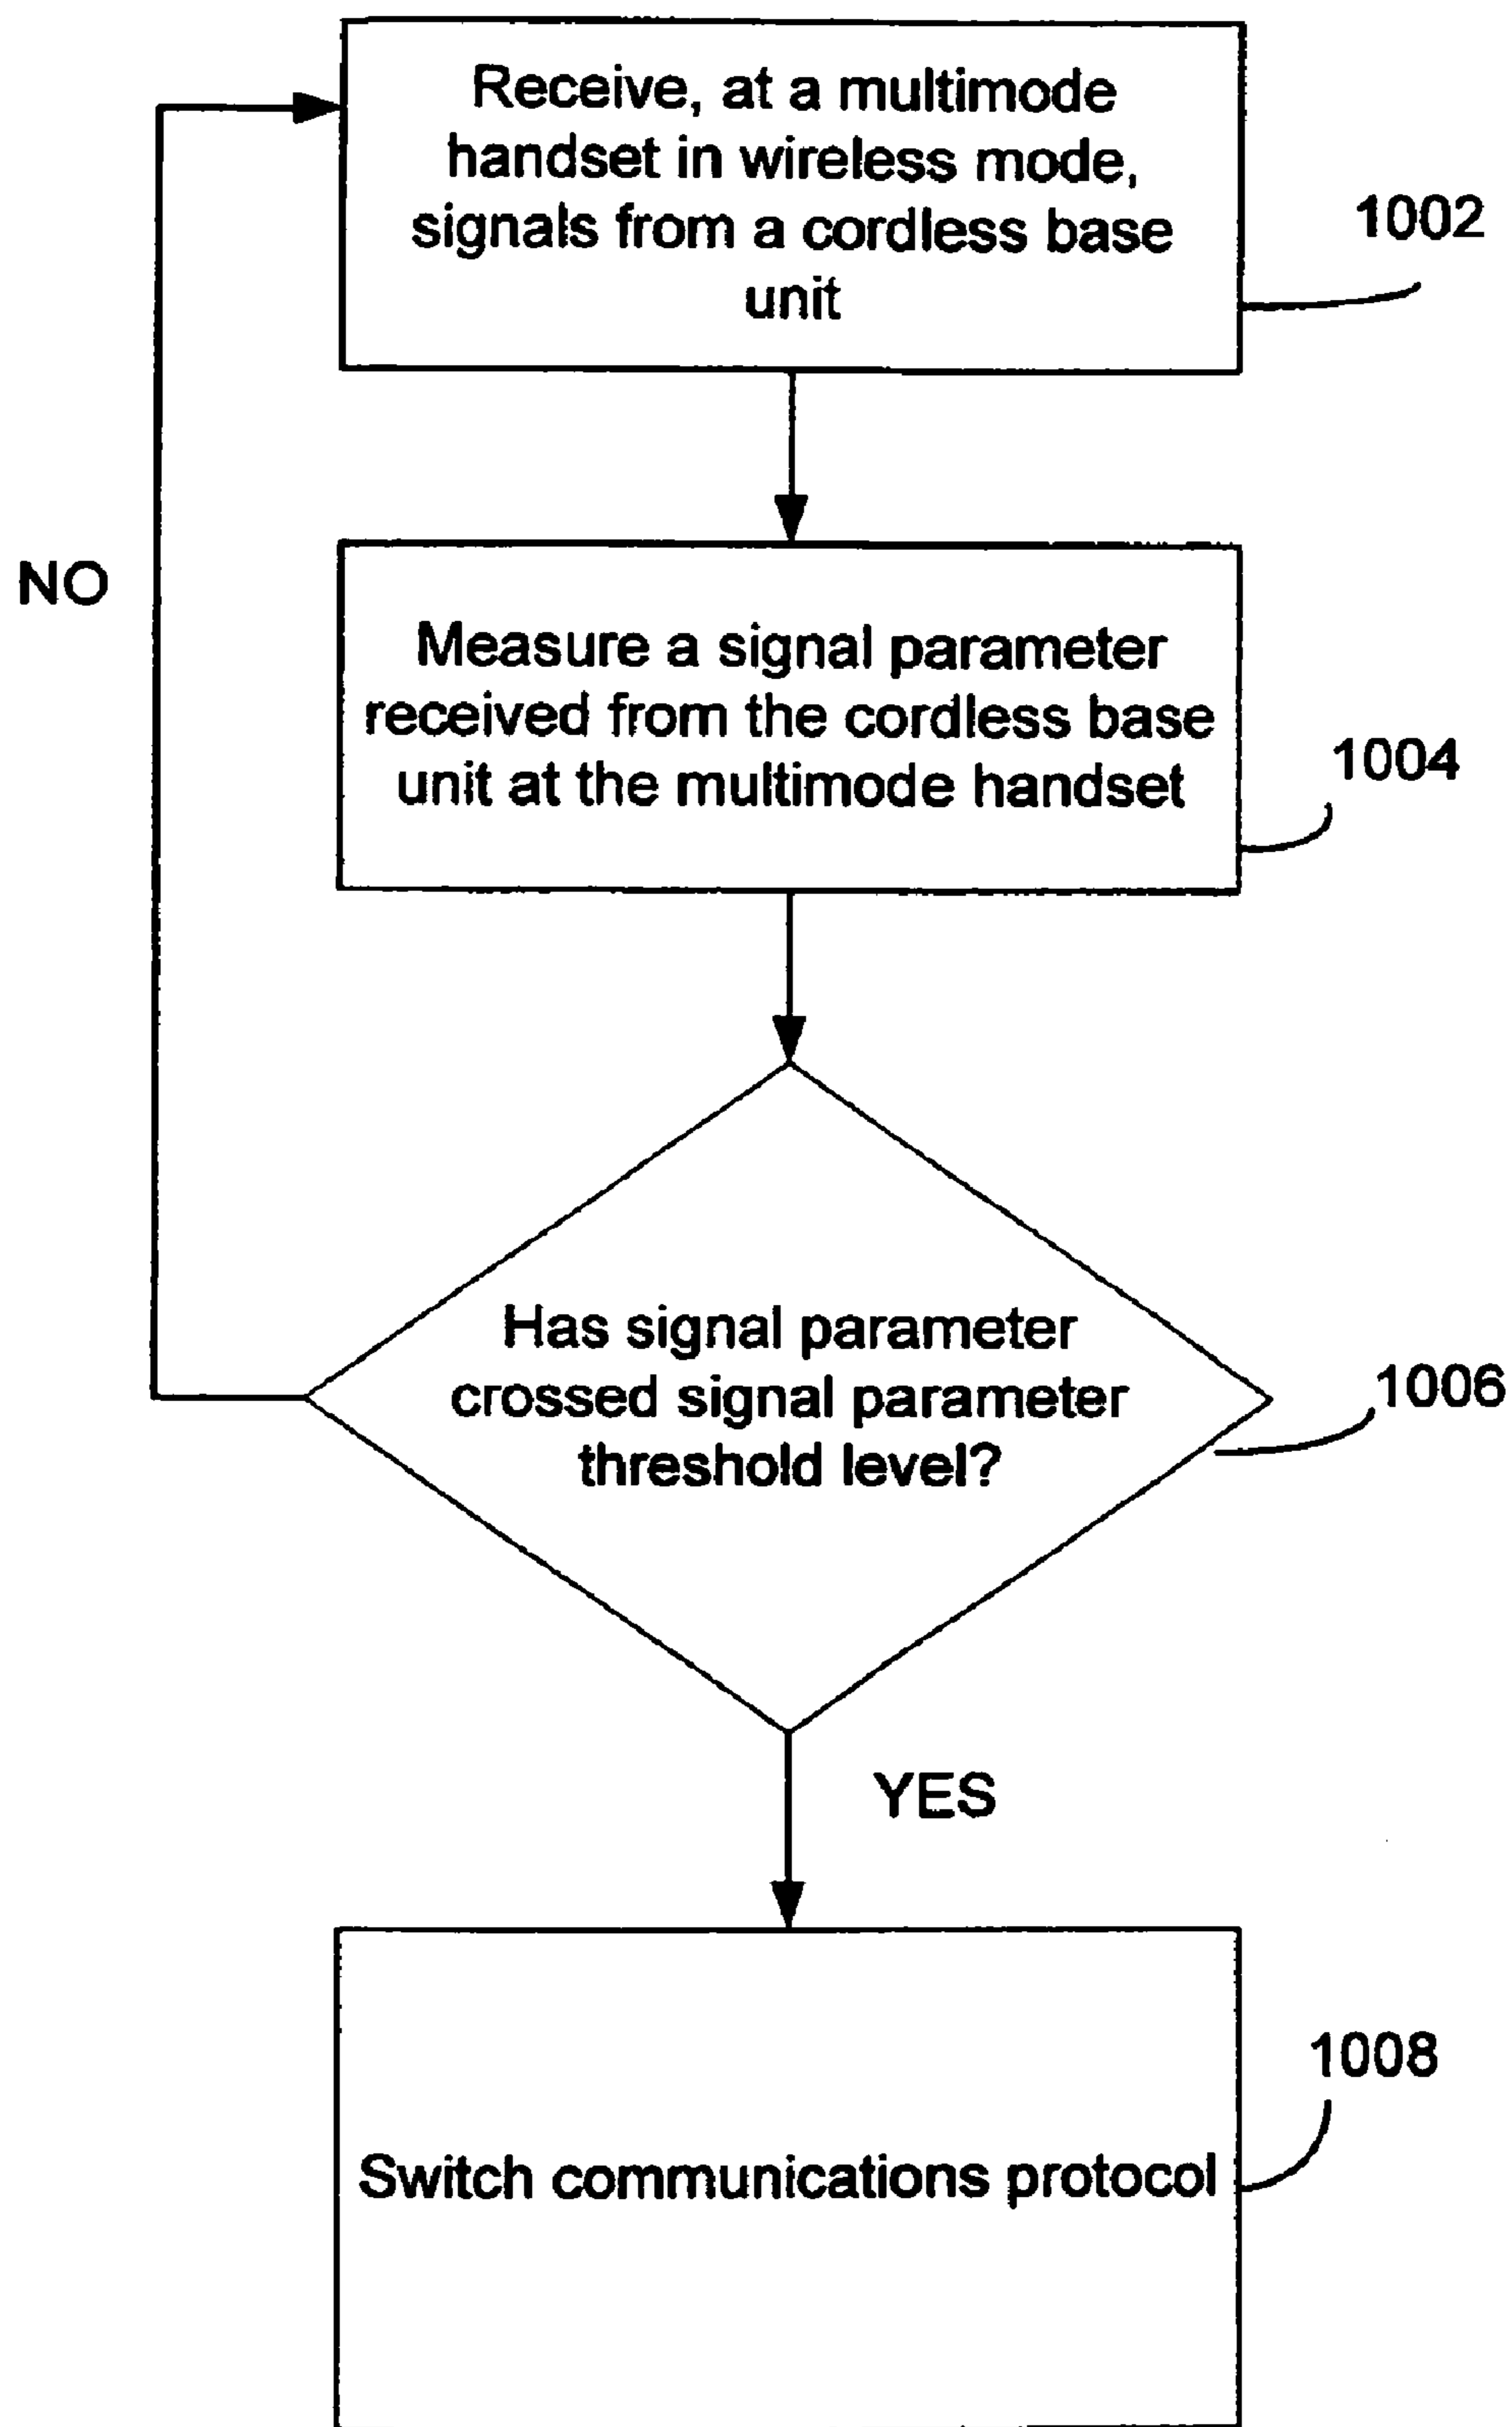 Receive, at a multimode
handset in wireless mode,
signals from a cordless base
unit
1002
NO
Measure a signal parameter
received from the cordless base
unit at the multimode handset
1004
Has signal parameter
crossed signal parameter
threshold level?
1006
YES
Switch communications protocol
1008